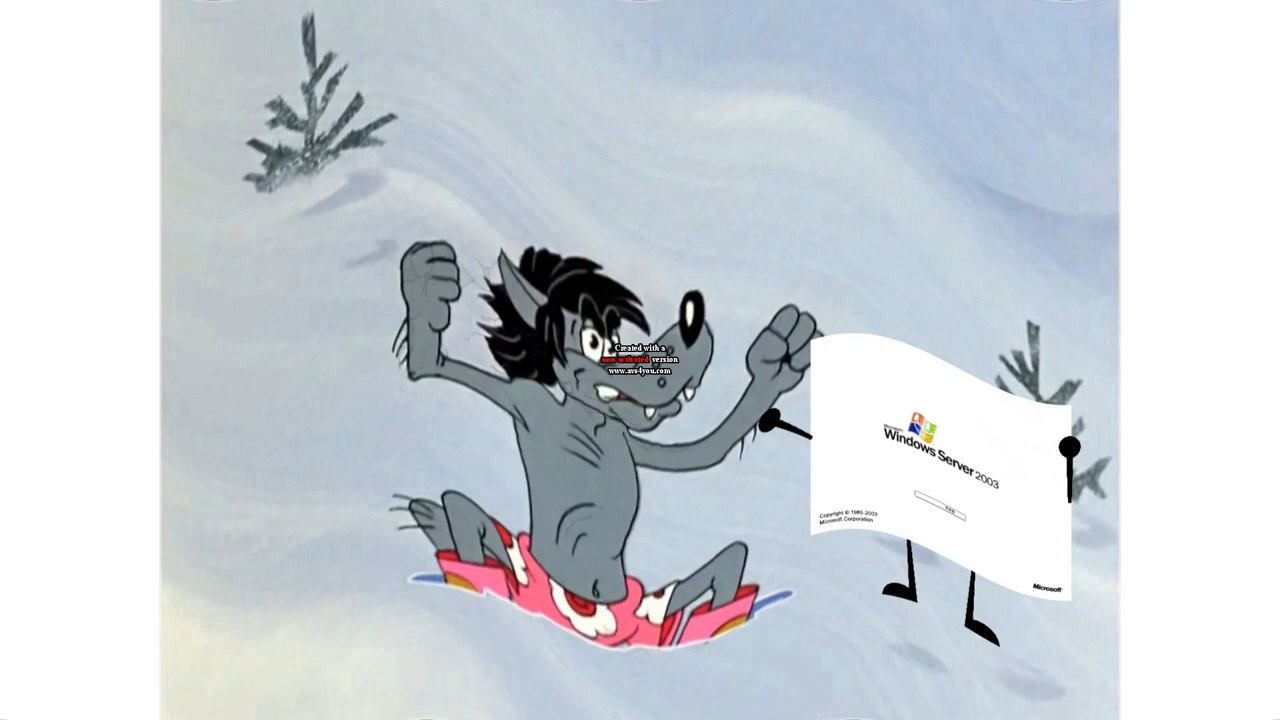 Created with a
non-activated version
www.avs4you.com
Microsoft
Windows Server 2003
Copyright © 1985-2003
Microsoft Corporation
Microsoft